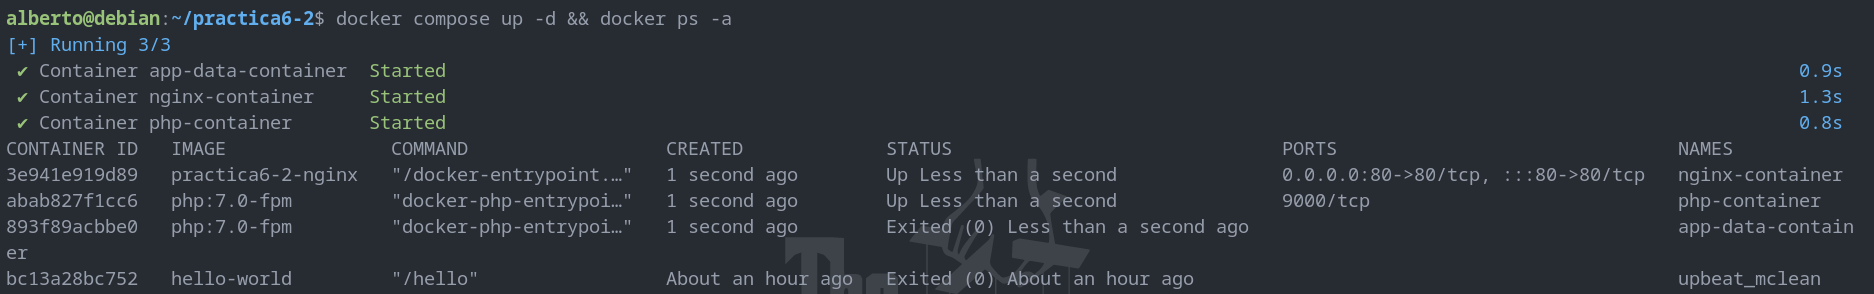 alberto@debian:~/practica6-2$ docker compose up -d && docker ps -a
[+] Running 3/3
✔ Container app-data-container  Started  0.9s
✔ Container nginx-container  Started  1.3s
✔ Container php-container  Started  0.8s
CONTAINER ID   IMAGE   COMMAND   CREATED   STATUS   PORTS   NAMES
3e941e919d89   practica6-2-nginx   "/docker-entrypoint.…"   1 second ago   Up Less than a second   0.0.0.0:80->80/tcp, :::80->80/tcp   nginx-container
abab827f1cc6   php:7.0-fpm   "docker-php-entrypoi…"   1 second ago   Up Less than a second   9000/tcp   php-container
893f89acbbe0   php:7.0-fpm   "docker-php-entrypoi…"   1 second ago   Exited (0) Less than a second ago   app-data-contain
er
bc13a28bc752   hello-world   "/hello"   About an hour ago   Exited (0) About an hour ago   upbeat_mclean
The